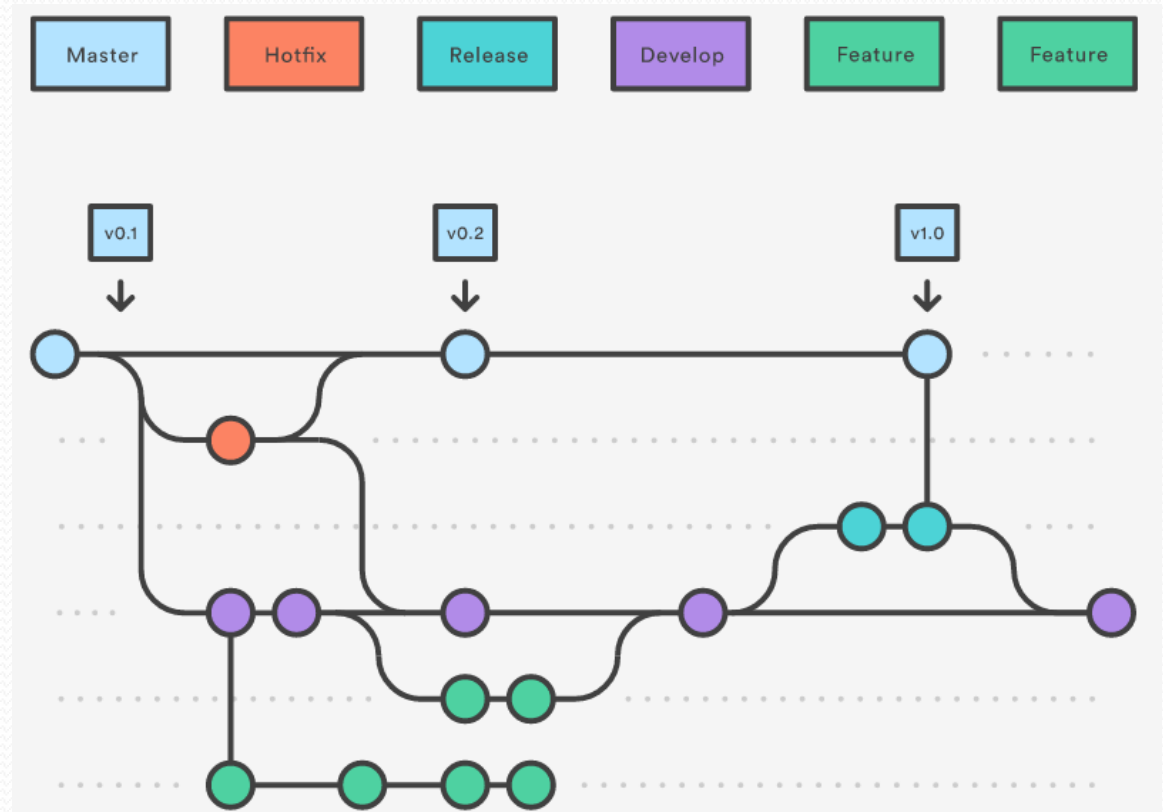 Master
Hotfix
Release
Develop
Feature
Feature
v0.1
v0.2
v1.0